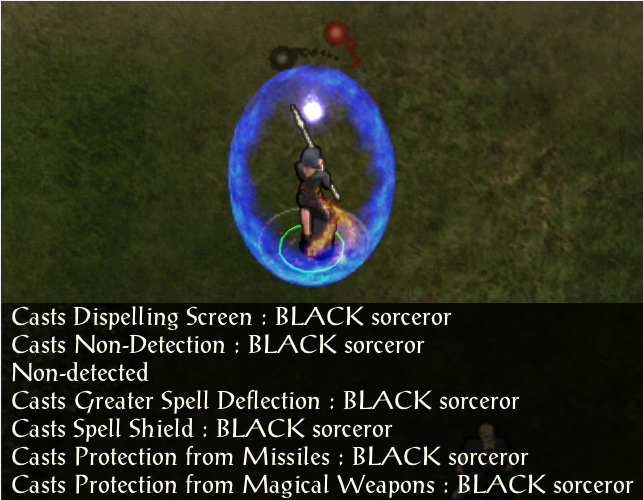 Casts Dispelling Screen : BLACK sorceror
Casts Non-Detection : BLACK sorceror
Non-detected
Casts Greater Spell Deflection : BLACK sorceror
Casts Spell Shield : BLACK sorceror
Casts Protection from Missiles : BLACK sorceror
Casts Protection from Magical Weapons : BLACK sorceror